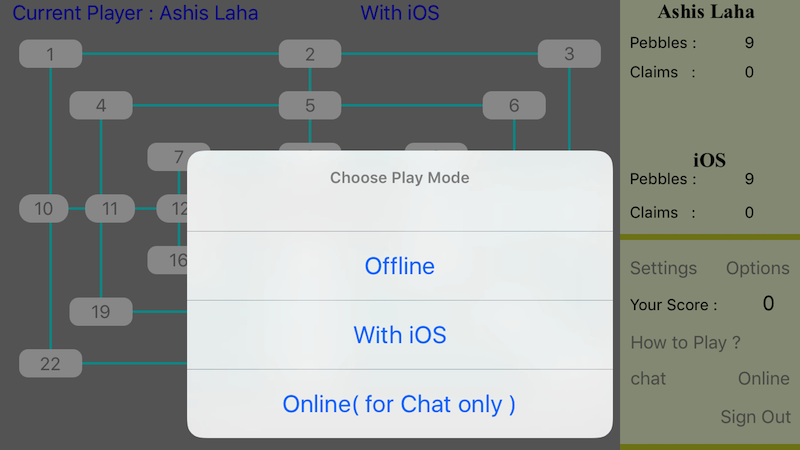 Current Player : Ashis Laha With iOS
1 2 3
4 5 6
7
10 11 12
16
19
22
Choose Play Mode
Offline
With iOS
Online( for Chat only )
Ashis Laha
Pebbles : 9
Claims : 0
iOS
Pebbles : 9
Claims : 0
Settings Options
Your Score : 0
How to Play ?
chat Online
Sign Out